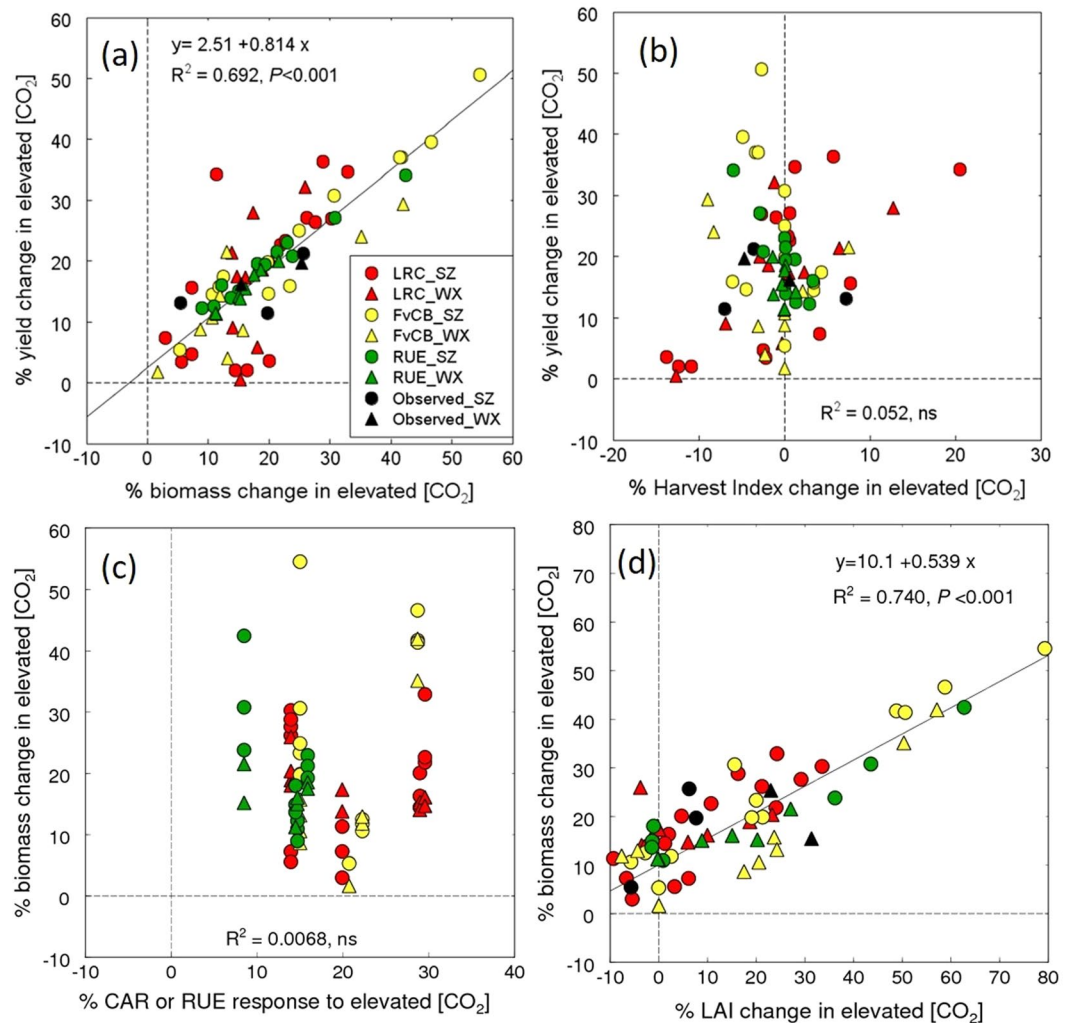 (a)
y= 2.51 +0.814 x
R² = 0.692, P<0.001
60
50
40
30
20
10
0
-10
% yield change in elevated [CO₂]
-10 0 10 20 30 40 50 60
% biomass change in elevated [CO₂]
LRC_SZ
LRC_WX
FvCB_SZ
FvCB_WX
RUE_SZ
RUE_WX
Observed_SZ
Observed_WX
(b)
60
50
40
30
20
10
0
-10
% yield change in elevated [CO₂]
R² = 0.052, ns
-20 -10 0 10 20 30
% Harvest Index change in elevated [CO₂]
(c)
60
50
40
30
20
10
0
-10
% biomass change in elevated [CO₂]
R² = 0.0068, ns
-10 0 10 20 30 40
% CAR or RUE response to elevated [CO₂]
(d)
y=10.1 +0.539 x
R² = 0.740, P <0.001
80
70
60
50
40
30
20
10
0
-10
% biomass change in elevated [CO₂]
-10 0 10 20 30 40 50 60 70 80
% LAI change in elevated [CO₂]